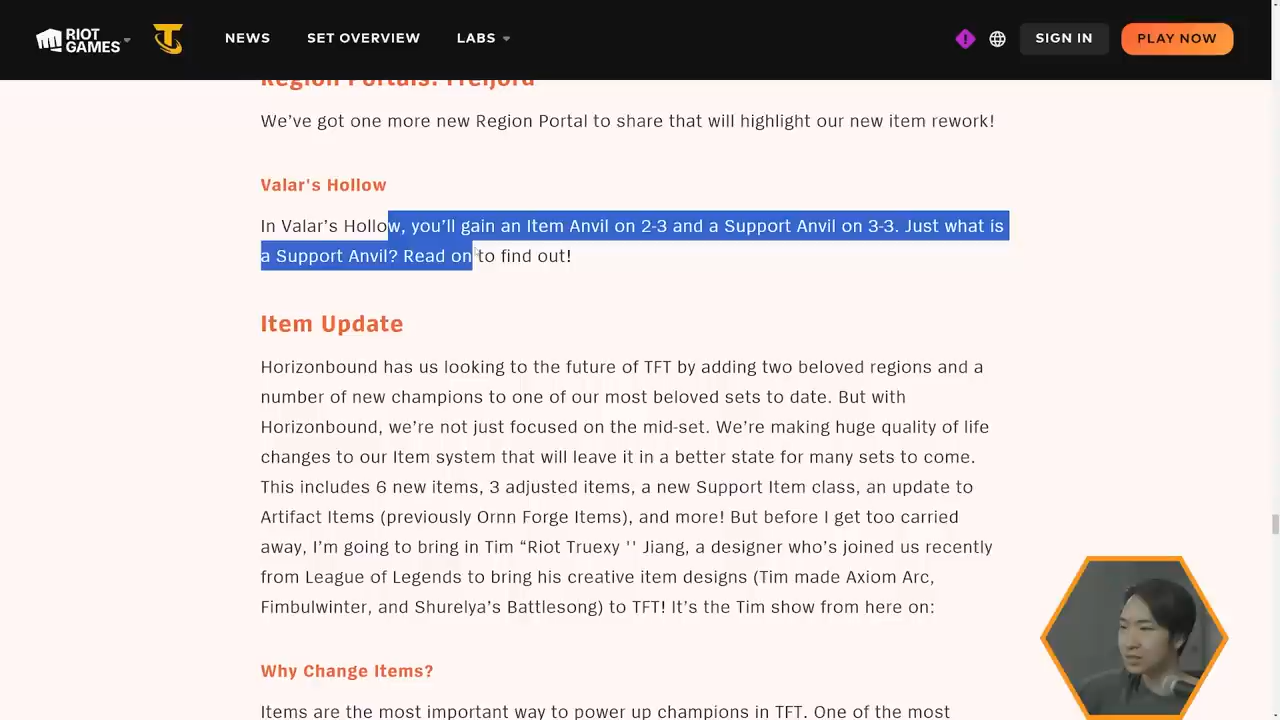 RIOT
GAMES
NEWS
SET OVERVIEW
LABS
SIGN IN
PLAY NOW
Region Portals: Freljord
We’ve got one more new Region Portal to share that will highlight our new item rework!
Valar's Hollow
In Valar’s Hollow, you’ll gain an Item Anvil on 2-3 and a Support Anvil on 3-3. Just what is
a Support Anvil? Read on to find out!
Item Update
Horizonbound has us looking to the future of TFT by adding two beloved regions and a
number of new champions to one of our most beloved sets to date. But with
Horizonbound, we’re not just focused on the mid-set. We’re making huge quality of life
changes to our Item system that will leave it in a better state for many sets to come.
This includes 6 new items, 3 adjusted items, a new Support Item class, an update to
Artifact Items (previously Ornn Forge Items), and more! But before I get too carried
away, I’m going to bring in Tim “Riot Truexy '' Jiang, a designer who’s joined us recently
from League of Legends to bring his creative item designs (Tim made Axiom Arc,
Fimbulwinter, and Shurelya’s Battlesong) to TFT! It’s the Tim show from here on:
Why Change Items?
Items are the most important way to power up champions in TFT. One of the most